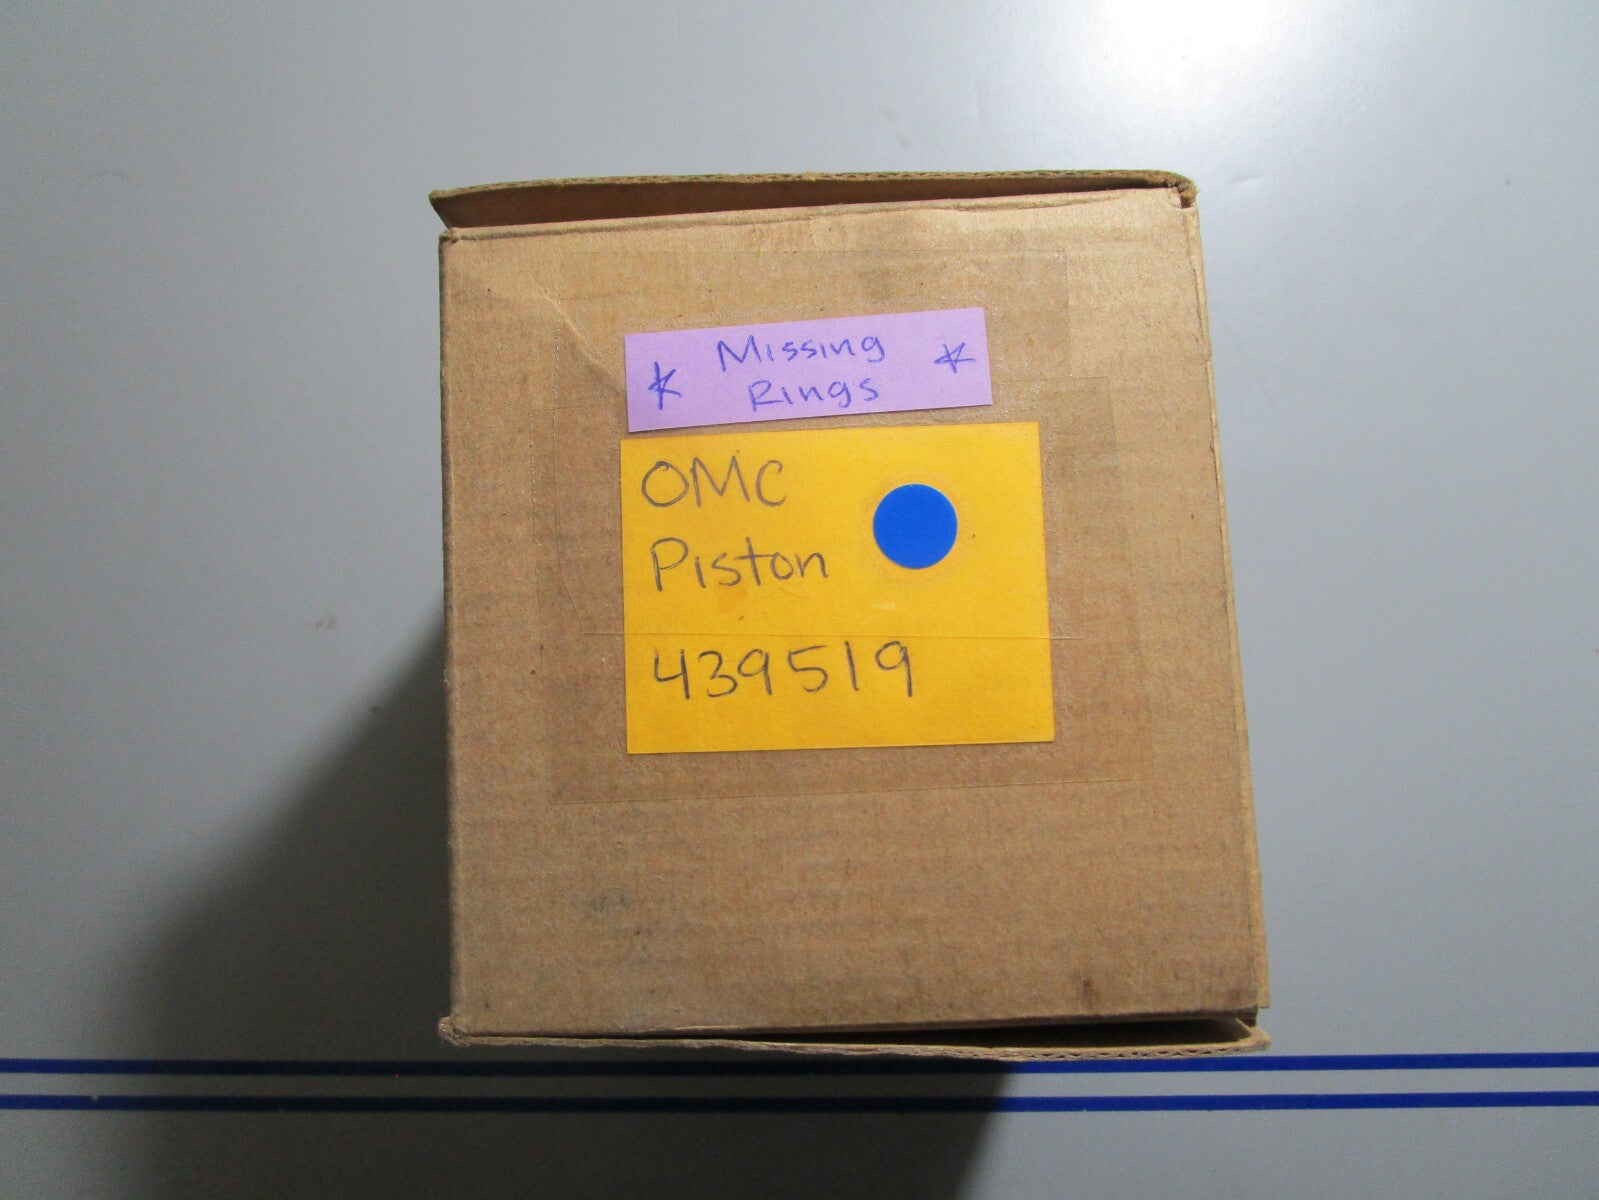 * Missing *
Rings
OMC
Piston
439519